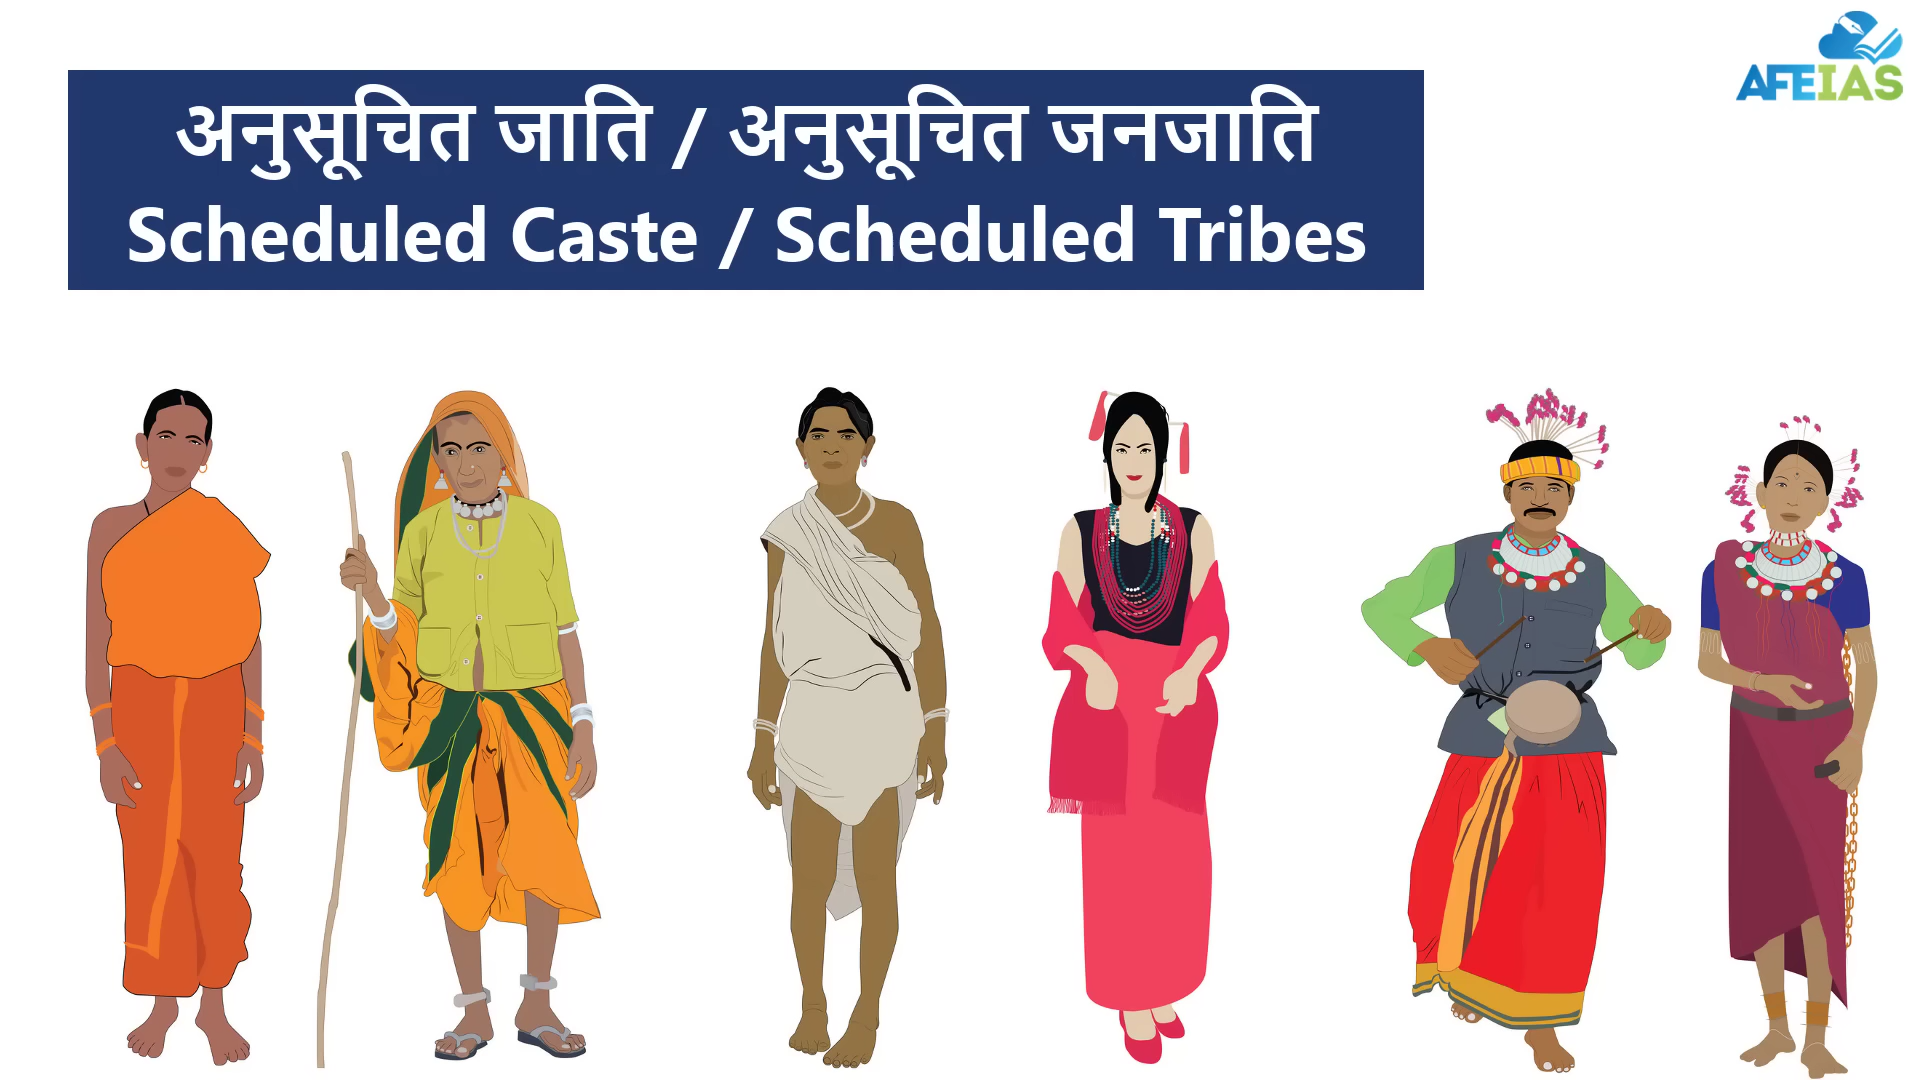 अनुसूचित जाति / अनुसूचित जनजाति
Scheduled Caste / Scheduled Tribes
AFEIAS